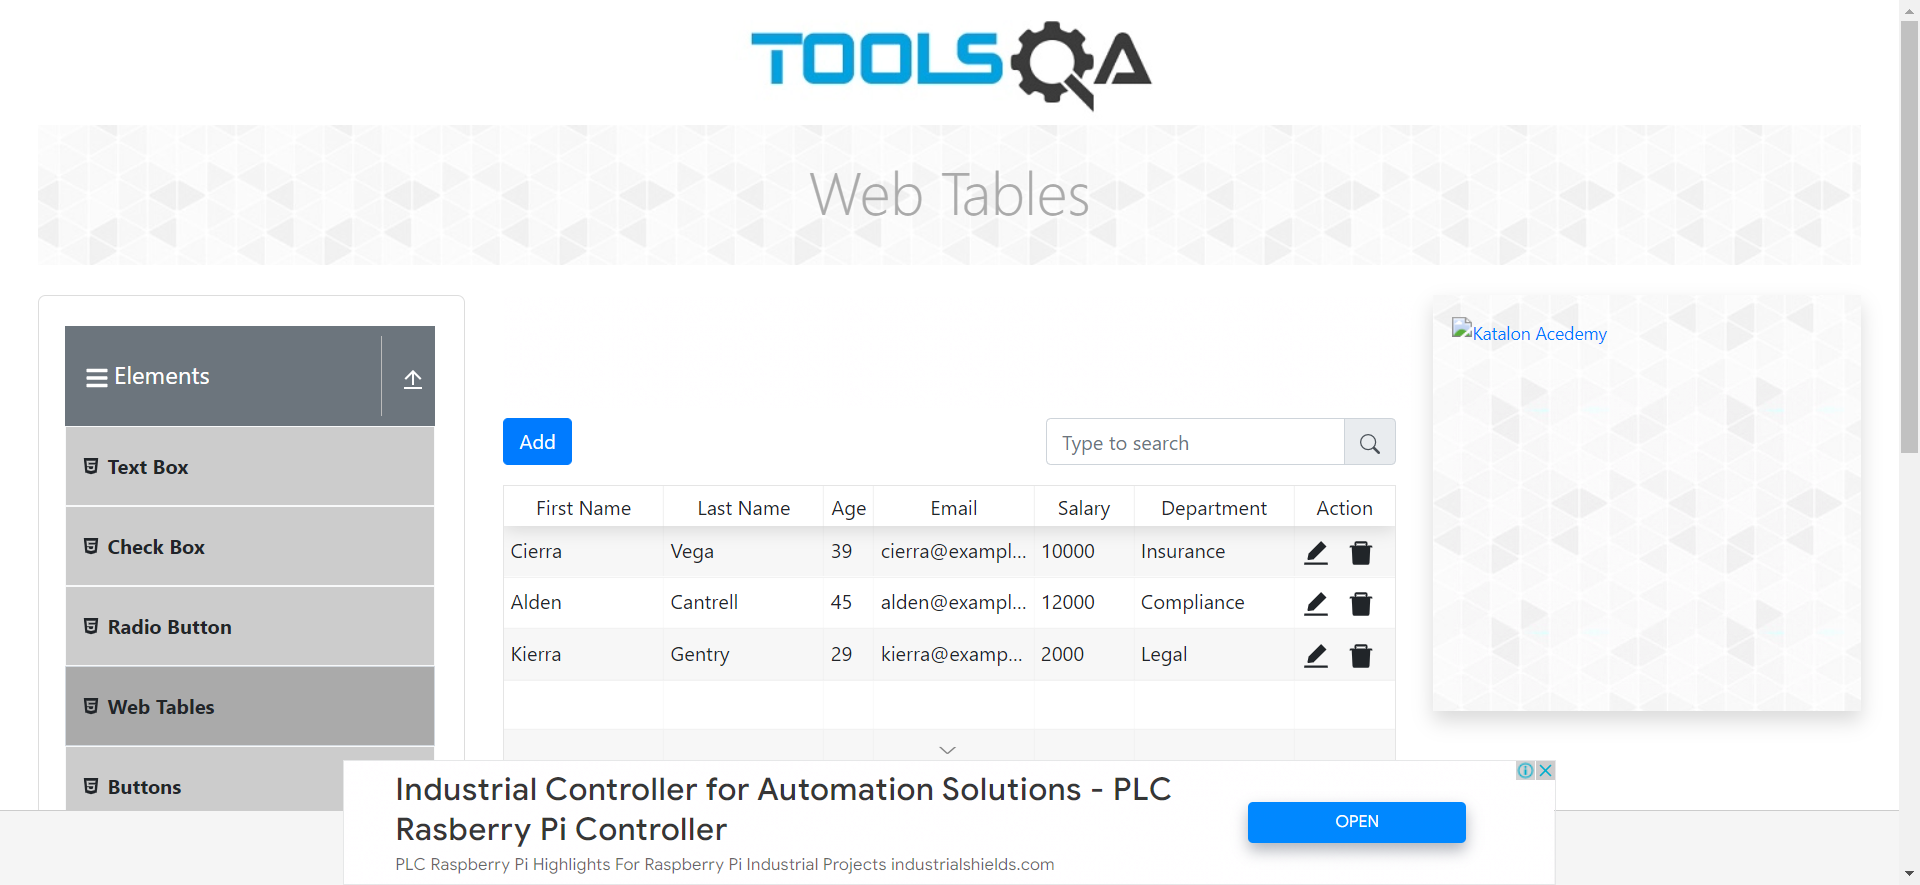 TOOLSQA
Web Tables
Elements
Text Box
Check Box
Radio Button
Web Tables
Buttons
Add
Type to search
First Name Last Name Age Email Salary Department Action
Cierra Vega 39 cierra@exampl... 10000 Insurance
Alden Cantrell 45 alden@exampl... 12000 Compliance
Kierra Gentry 29 kierra@examp... 2000 Legal
Katalon Acedemy
Industrial Controller for Automation Solutions - PLC
Rasberry Pi Controller
PLC Raspberry Pi Highlights For Raspberry Pi Industrial Projects industrialshields.com
OPEN